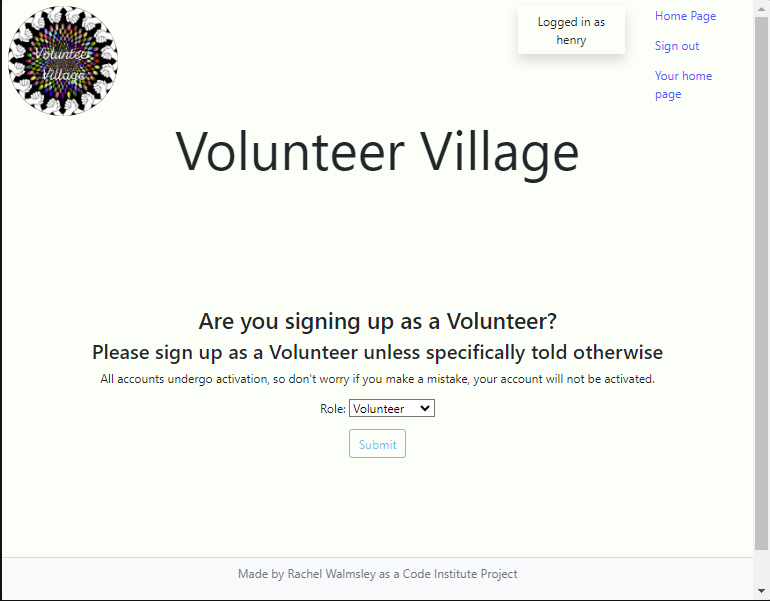 Volunteer
Village
Logged in as
henry
Home Page
Sign out
Your home
page
Volunteer Village
Are you signing up as a Volunteer?
Please sign up as a Volunteer unless specifically told otherwise
All accounts undergo activation, so don't worry if you make a mistake, your account will not be activated.
Role: Volunteer
Submit
Made by Rachel Walmsley as a Code Institute Project